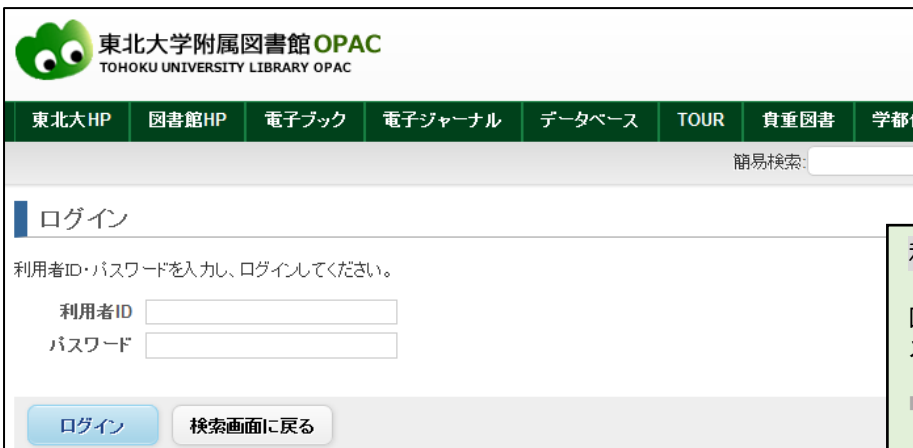 東北大学附属図書館OPAC
TOHOKU UNIVERSITY LIBRARY OPAC
東北大HP 図書館HP 電子ブック 電子ジャーナル データベース TOUR 貴重図書 学都
簡易検索:
ログイン
利用者ID・パスワードを入力し、ログインしてください。
利用者ID
パスワード
ログイン 検索画面に戻る